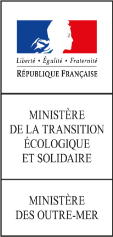 Liberté • Égalité • Fraternité
RÉPUBLIQUE FRANÇAISE
MINISTÈRE
DE LA TRANSITION
ÉCOLOGIQUE
ET SOLIDAIRE
MINISTÈRE
DES OUTRE-MER